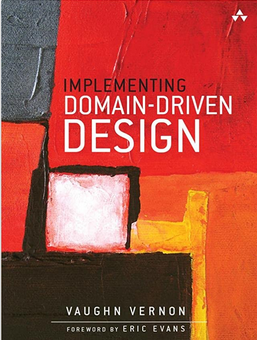 IMPLEMENTING
DOMAIN-DRIVEN
DESIGN
VAUGHN VERNON
FOREWORD BY ERIC EVANS